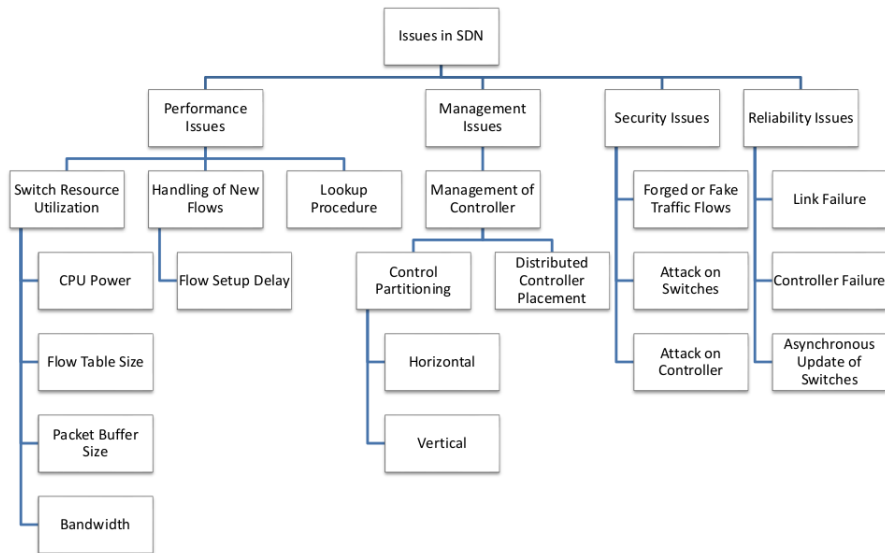 Issues in SDN
Performance
Issues
Management
Issues
Security Issues
Reliability Issues
Switch Resource
Utilization
Handling of New
Flows
Lookup
Procedure
Management of
Controller
Forged or Fake
Traffic Flows
Link Failure
CPU Power
Flow Setup Delay
Control
Partitioning
Distributed
Controller
Placement
Attack on
Switches
Controller Failure
Flow Table Size
Horizontal
Attack on
Controller
Asynchronous
Update of
Switches
Packet Buffer
Size
Vertical
Bandwidth